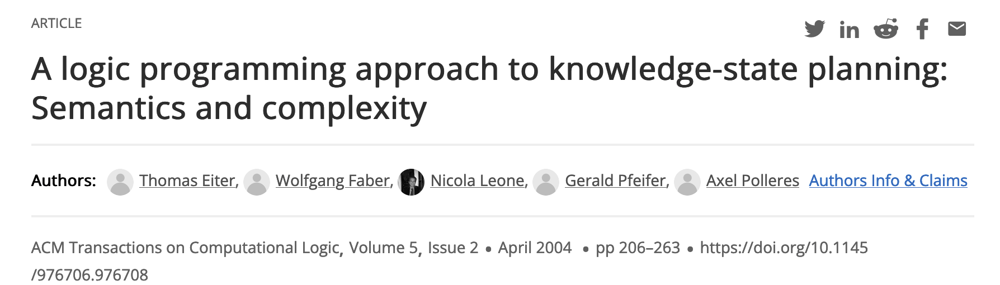 ARTICLE
A logic programming approach to knowledge-state planning:
Semantics and complexity
Authors: Thomas Eiter, Wolfgang Faber, Nicola Leone, Gerald Pfeifer, Axel Polleres Authors Info & Claims
ACM Transactions on Computational Logic, Volume 5, Issue 2 • April 2004 • pp 206–263 • https://doi.org/10.1145
/976706.976708